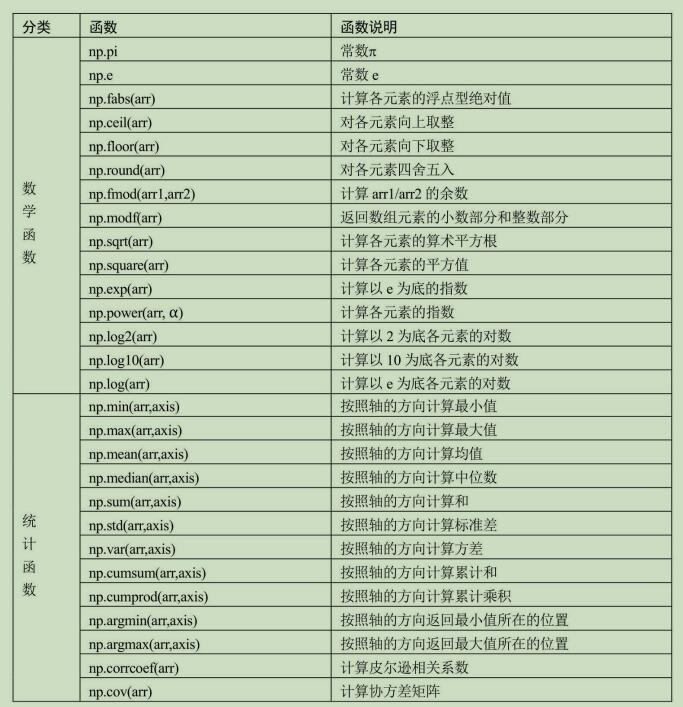 分类 函数 函数说明
np.pi 常数π
np.e 常数 e
np.fabs(arr) 计算各元素的浮点型绝对值
np.ceil(arr) 对各元素向上取整
np.floor(arr) 对各元素向下取整
np.round(arr) 对各元素四舍五入
数学函数 np.fmod(arr1,arr2) 计算 arr1/arr2 的余数
np.modf(arr) 返回数组元素的小数部分和整数部分
np.sqrt(arr) 计算各元素的算术平方根
np.square(arr) 计算各元素的平方值
np.exp(arr) 计算以 e 为底的指数
np.power(arr, α) 计算各元素的指数
np.log2(arr) 计算以 2 为底各元素的对数
np.log10(arr) 计算以 10 为底各元素的对数
np.log(arr) 计算以 e 为底各元素的对数
np.min(arr,axis) 按照轴的方向计算最小值
np.max(arr,axis) 按照轴的方向计算最大值
np.mean(arr,axis) 按照轴的方向计算均值
np.median(arr,axis) 按照轴的方向计算中位数
np.sum(arr,axis) 按照轴的方向计算和
统计函数 np.std(arr,axis) 按照轴的方向计算标准差
np.var(arr,axis) 按照轴的方向计算方差
np.cumsum(arr,axis) 按照轴的方向计算累计和
np.cumprod(arr,axis) 按照轴的方向计算累计乘积
np.argmin(arr,axis) 按照轴的方向返回最小值所在的位置
np.argmax(arr,axis) 按照轴的方向返回最大值所在的位置
np.corrcoef(arr) 计算皮尔逊相关系数
np.cov(arr) 计算协方差矩阵